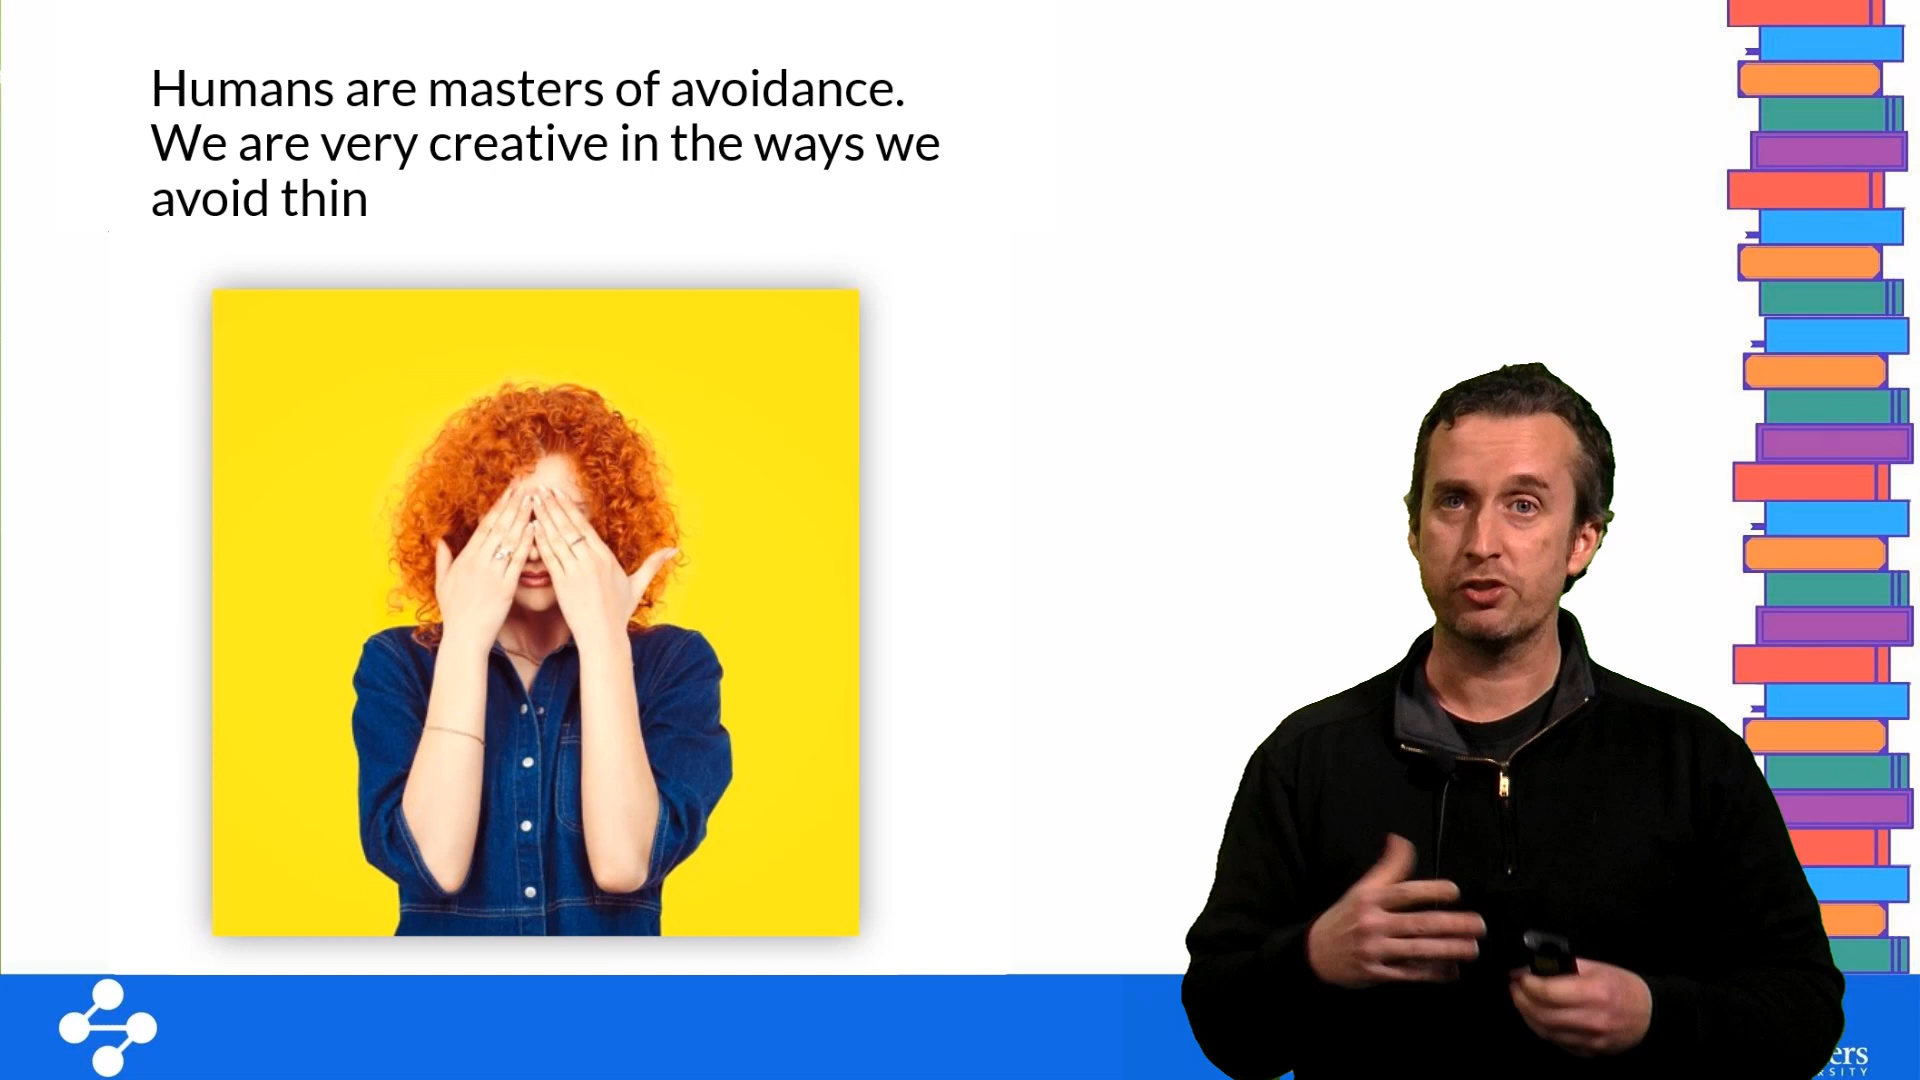 Humans are masters of avoidance.
We are very creative in the ways we
avoid thin